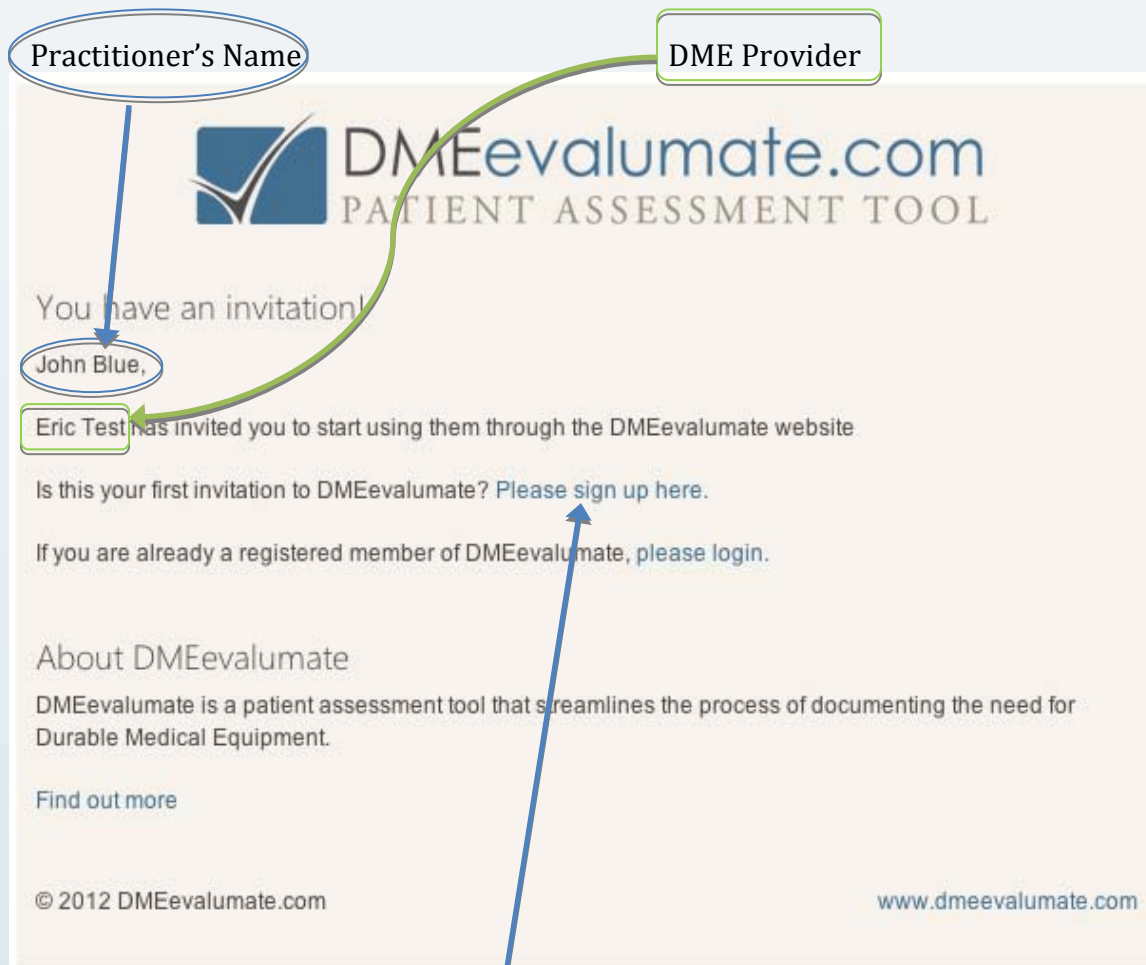 Practitioner’s Name
DME Provider
DMEevalumate.com
PATIENT ASSESSMENT TOOL
You have an invitation!
John Blue,
Eric Test has invited you to start using them through the DMEevalumate website
Is this your first invitation to DMEevalumate? Please sign up here.
If you are already a registered member of DMEevalumate, please login.
About DMEevalumate
DMEevalumate is a patient assessment tool that streamlines the process of documenting the need for
Durable Medical Equipment.
Find out more
© 2012 DMEevalumate.com
www.dmeevalumate.com